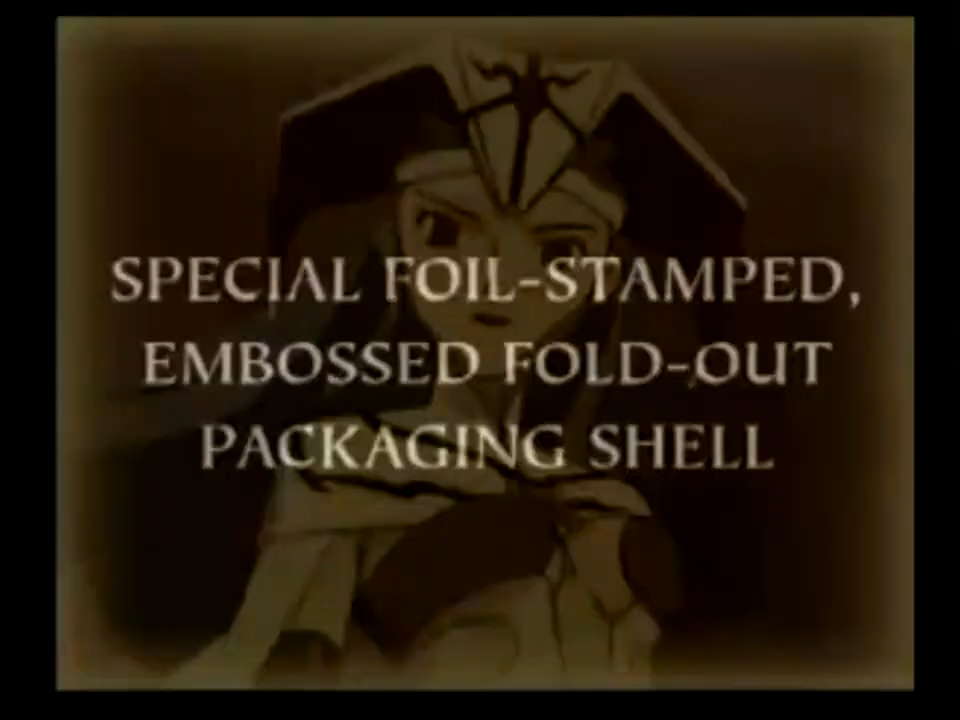 SPECIAL FOIL-STAMPED,
EMBOSSED FOLD-OUT
PACKAGING SHELL